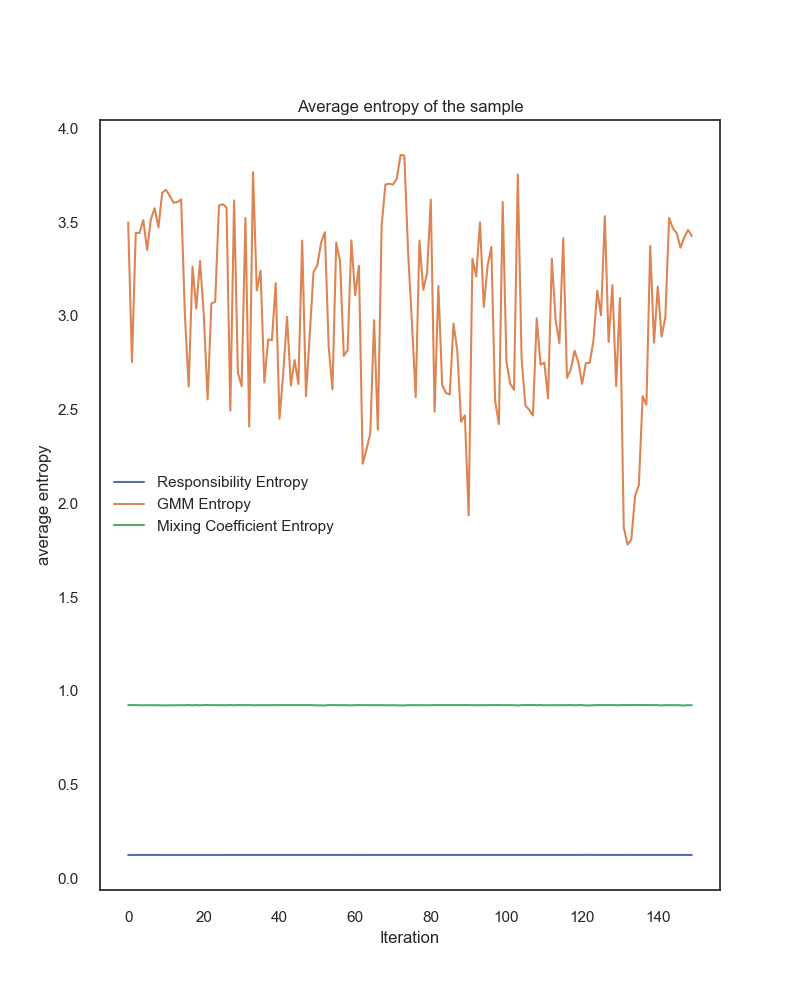 Average entropy of the sample
4.0
3.5
3.0
2.5
2.0
1.5
1.0
0.5
0.0
average entropy
Responsibility Entropy
GMM Entropy
Mixing Coefficient Entropy
0 20 40 60 80 100 120 140
Iteration